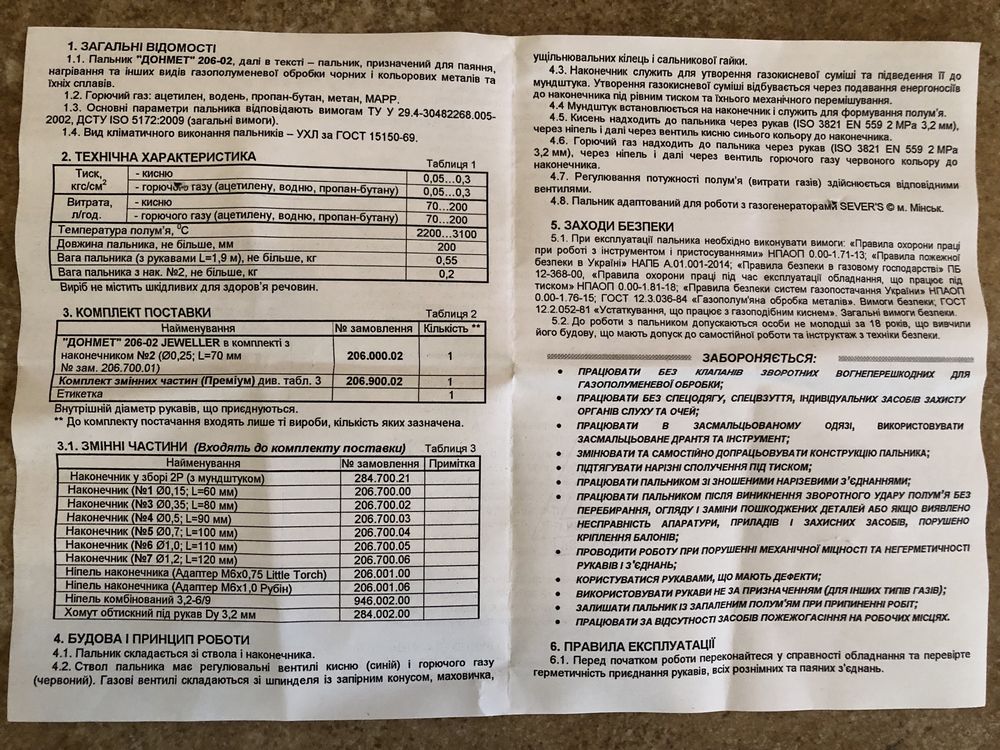 1. ЗАГАЛЬНІ ВІДОМОСТІ
1.1. Пальник "ДОНМЕТ" 206-02, далі в тексті – пальник, призначений для паяння,
нагрівання та інших видів газополуменевої обробки чорних і кольорових металів та
їхніх сплавів.
1.2. Горючий газ: ацетилен, водень, пропан-бутан, метан, МАРР.
1.3. Основні параметри пальника відповідають вимогам ТУ У 29.4-30482268.005-
2002, ДСТУ ISO 5172:2009 (загальні вимоги).
1.4. Вид кліматичного виконання пальників – УХЛ за ГОСТ 15150-69.
2. ТЕХНІЧНА ХАРАКТЕРИСТИКА
Таблиця 1
Тиск, кгс/см² - кисню 0,05...0,3
- горючого газу (ацетилену, водню, пропан-бутану) 0,05...0,3
Витрата, л/год. - кисню 70...200
- горючого газу (ацетилену, водню, пропан-бутану) 70...200
Температура полум'я, ⁰С 2200...3100
Довжина пальника, не більше, мм 200
Вага пальника (з рукавами L=1,9 м), не більше, кг 0,55
Вага пальника з нак. №2, не більше, кг 0,2
Виріб не містить шкідливих для здоров'я речовин.
3. КОМПЛЕКТ ПОСТАВКИ Таблиця 2
Найменування № замовлення Кількість **
"ДОНМЕТ" 206-02 JEWELLER в комплекті з
наконечником №2 (Ø0,25; L=70 мм 206.000.02 1
№ зам. 206.700.01)
Комплект змінних частин (Преміум) див. табл. 3 206.900.02 1
Етикетка 1
Внутрішній діаметр рукавів, що приєднуються.
** До комплекту постачання входять лише ті вироби, кількість яких зазначена.
3.1. ЗМІННІ ЧАСТИНИ (Входять до комплекту поставки) Таблиця 3
Найменування № замовлення Примітка
Наконечник у зборі 2Р (з мундштуком) 284.700.21
Наконечник (№1 Ø0,15; L=60 мм) 206.700.00
Наконечник (№3 Ø0,35; L=80 мм) 206.700.02
Наконечник (№4 Ø0,5; L=90 мм) 206.700.03
Наконечник (№5 Ø0,7; L=100 мм) 206.700.04
Наконечник (№6 Ø1,0; L=110 мм) 206.700.05
Наконечник (№7 Ø1,2; L=120 мм) 206.700.06
Ніпель наконечника (Адаптер М6х0,75 Little Torch) 206.001.00
Ніпель наконечника (Адаптер М6х1,0 Рубін) 206.001.06
Ніпель комбінований 3,2-6/9 946.002.00
Хомут обтискний під рукав Dy 3,2 мм 284.002.00
4. БУДОВА І ПРИНЦИП РОБОТИ
4.1. Пальник складається зі ствола і наконечника.
4.2. Ствол пальника має регулювальні вентилі кисню (синій) і горючого газу
(червоний). Газові вентилі складаються зі шпинделя із запірним конусом, маховичка,
ущільнювальних кілець і сальникової гайки.
4.3. Наконечник служить для утворення газокисневої суміші та підведення її до
мундштука. Утворення газокисневої суміші відбувається через подавання енергоносіїв
до наконечника під рівним тиском та їхнього механічного перемішування.
4.4 Мундштук встановлюється на наконечник і служить для формування полум'я.
4.5. Кисень надходить до пальника через рукав (ISO 3821 EN 559 2 MPa 3,2 мм),
через ніпель і далі через вентиль кисню синього кольору до наконечника.
4.6. Горючий газ надходить до пальника через рукав (ISO 3821 EN 559 2 MPa
3,2 мм), через ніпель і далі через вентиль горючого газу червоного кольору до
наконечника.
4.7. Регулювання потужності полум'я (витрати газів) здійснюється відповідними
вентилями.
4.8. Пальник адаптований для роботи з газогенераторами SEVER'S © м. Мінськ.
5. ЗАХОДИ БЕЗПЕКИ
5.1. При експлуатації пальника необхідно виконувати вимоги: «Правила охорони праці
при роботі з інструментом і пристосуваннями» НПАОП 0.00-1.71-13; «Правила пожежної
безпеки в Україні» НАПБ А.01.001-2014; «Правила безпеки в газовому господарстві» ПБ
12-368-00, «Правила охорони праці під час експлуатації обладнання, що працює під
тиском» НПАОП 0.00-1.81-18; «Правила безпеки систем газопостачання України» НПАОП
0.00-1.76-15; ГОСТ 12.3.036-84 «Газополум'яна обробка металів». Вимоги безпеки; ГОСТ
12.2.052-81 «Устаткування, що працює з газоподібним киснем». Загальні вимоги безпеки.
5.2. До роботи з пальником допускаються особи не молодші за 18 років, що вивчили
його будову, що мають допуск до самостійної роботи та інструктаж з техніки безпеки.
ЗАБОРОНЯЄТЬСЯ:
• ПРАЦЮВАТИ БЕЗ КЛАПАНІВ ЗВОРОТНИХ ВОГНЕПЕРЕШКОДНИХ ДЛЯ
ГАЗОПОЛУМЕНЕВОЇ ОБРОБКИ;
• ПРАЦЮВАТИ БЕЗ СПЕЦОДЯГУ, СПЕЦВЗУТТЯ, ІНДИВІДУАЛЬНИХ ЗАСОБІВ ЗАХИСТУ
ОРГАНІВ СЛУХУ ТА ОЧЕЙ;
• ПРАЦЮВАТИ В ЗАСМАЛЬЦЬОВАНОМУ ОДЯЗІ, ВИКОРИСТОВУВАТИ
ЗАСМАЛЬЦЬОВАНЕ ДРАНТЯ ТА ІНСТРУМЕНТ;
• ЗМІНЮВАТИ ТА САМОСТІЙНО ДОПРАЦЬОВУВАТИ КОНСТРУКЦІЮ ПАЛЬНИКА;
• ПІДТЯГУВАТИ НАРІЗНІ СПОЛУЧЕННЯ ПІД ТИСКОМ;
• ПРАЦЮВАТИ ПАЛЬНИКОМ ЗІ ЗНОШЕНИМИ НАРІЗЕВИМИ З'ЄДНАННЯМИ;
• ПРАЦЮВАТИ ПАЛЬНИКОМ ПІСЛЯ ВИНИКНЕННЯ ЗВОРОТНОГО УДАРУ ПОЛУМ'Я БЕЗ
ПЕРЕБИРАННЯ, ОГЛЯДУ І ЗАМІНИ ПОШКОДЖЕНИХ ДЕТАЛЕЙ АБО ЯКЩО ВИЯВЛЕНО
НЕСПРАВНІСТЬ АПАРАТУРИ, ПРИЛАДІВ І ЗАХИСНИХ ЗАСОБІВ, ПОРУШЕНО
КРІПЛЕННЯ БАЛОНІВ;
• ПРОВОДИТИ РОБОТУ ПРИ ПОРУШЕННІ МЕХАНІЧНОЇ МІЦНОСТІ ТА НЕГЕРМЕТИЧНОСТІ
РУКАВІВ І З'ЄДНАНЬ;
• КОРИСТУВАТИСЯ РУКАВАМИ, ЩО МАЮТЬ ДЕФЕКТИ;
• ВИКОРИСТОВУВАТИ РУКАВИ НЕ ЗА ПРИЗНАЧЕННЯМ (ДЛЯ ІНШИХ ТИПІВ ГАЗІВ);
• ЗАЛИШАТИ ПАЛЬНИК ІЗ ЗАПАЛЕНИМ ПОЛУМ'ЯМ ПРИ ПРИПИНЕННІ РОБІТ;
• ПРАЦЮВАТИ ЗА ВІДСУТНОСТІ ЗАСОБІВ ПОЖЕЖОГАСІННЯ НА РОБОЧИХ МІСЦЯХ.
6. ПРАВИЛА ЕКСПЛУАТАЦІЇ
6.1. Перед початком роботи переконайтеся у справності обладнання та перевірте
герметичність приєднання рукавів, всіх рознімних та паяних з'єднань.